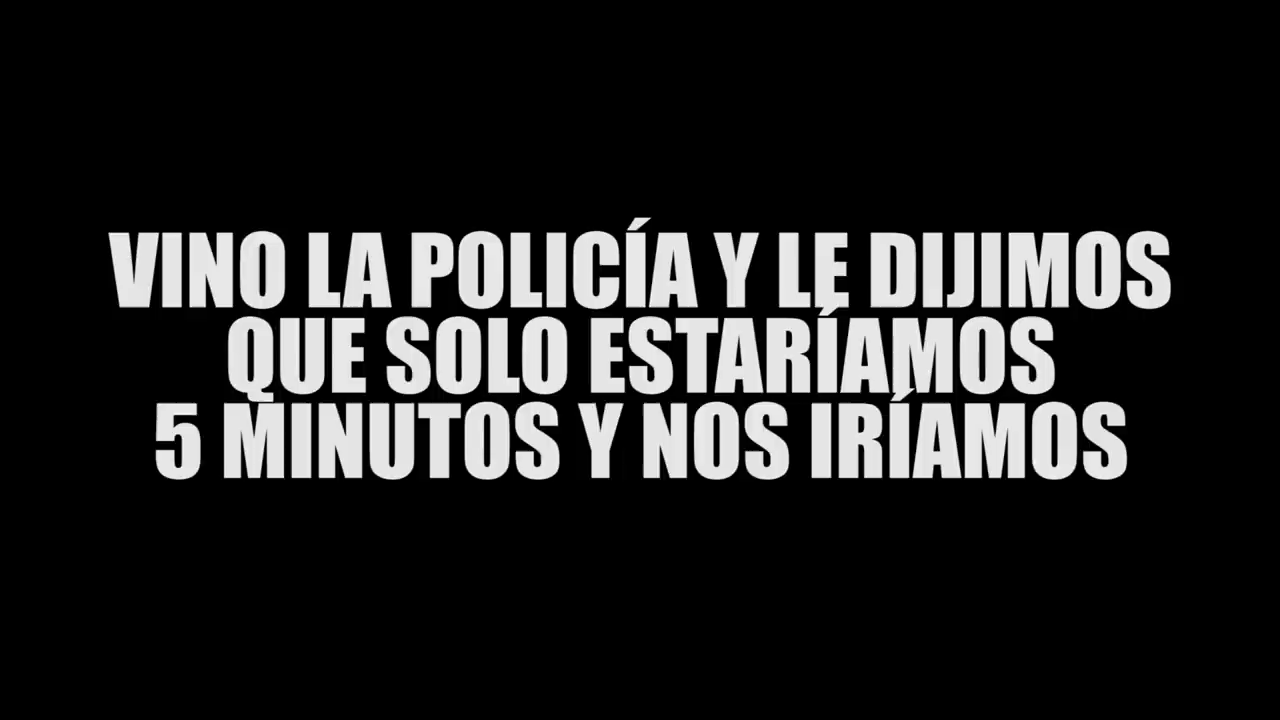 VINO LA POLICÍA Y LE DIJIMOS
QUE SOLO ESTARÍAMOS
5 MINUTOS Y NOS IRÍAMOS